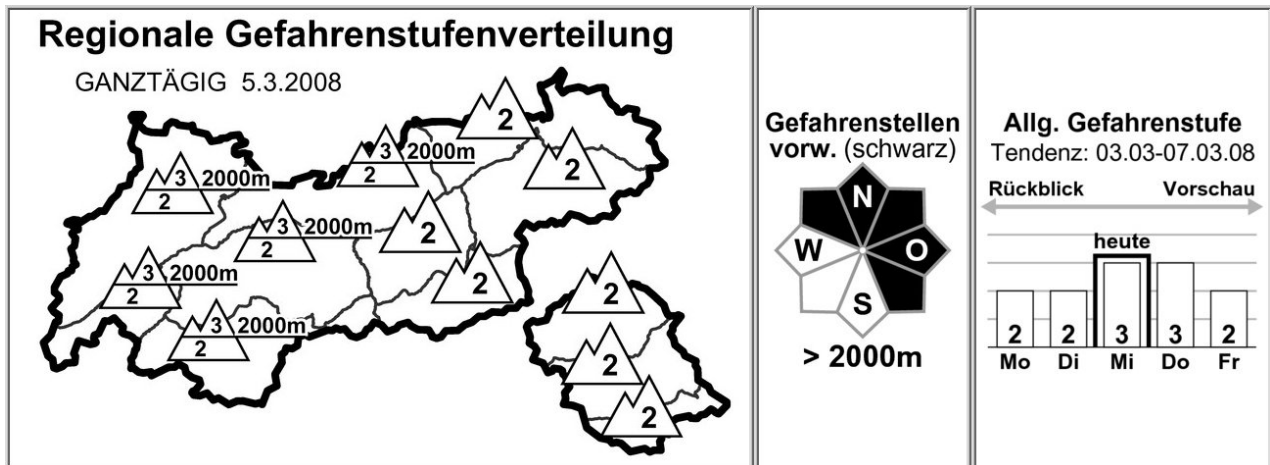 Regionale Gefahrenstufenverteilung
GANZTÄGIG 5.3.2008
2
3 2000m
2
2
3 2000m
2
3 2000m
2
2
3 2000m
2
2
2
3 2000m
2
2
2
Gefahrenstellen
vorw. (schwarz)
N
W O
S
> 2000m
Allg. Gefahrenstufe
Tendenz: 03.03-07.03.08
Rückblick Vorschau
heute
2 2 3 3 2
Mo Di Mi Do Fr